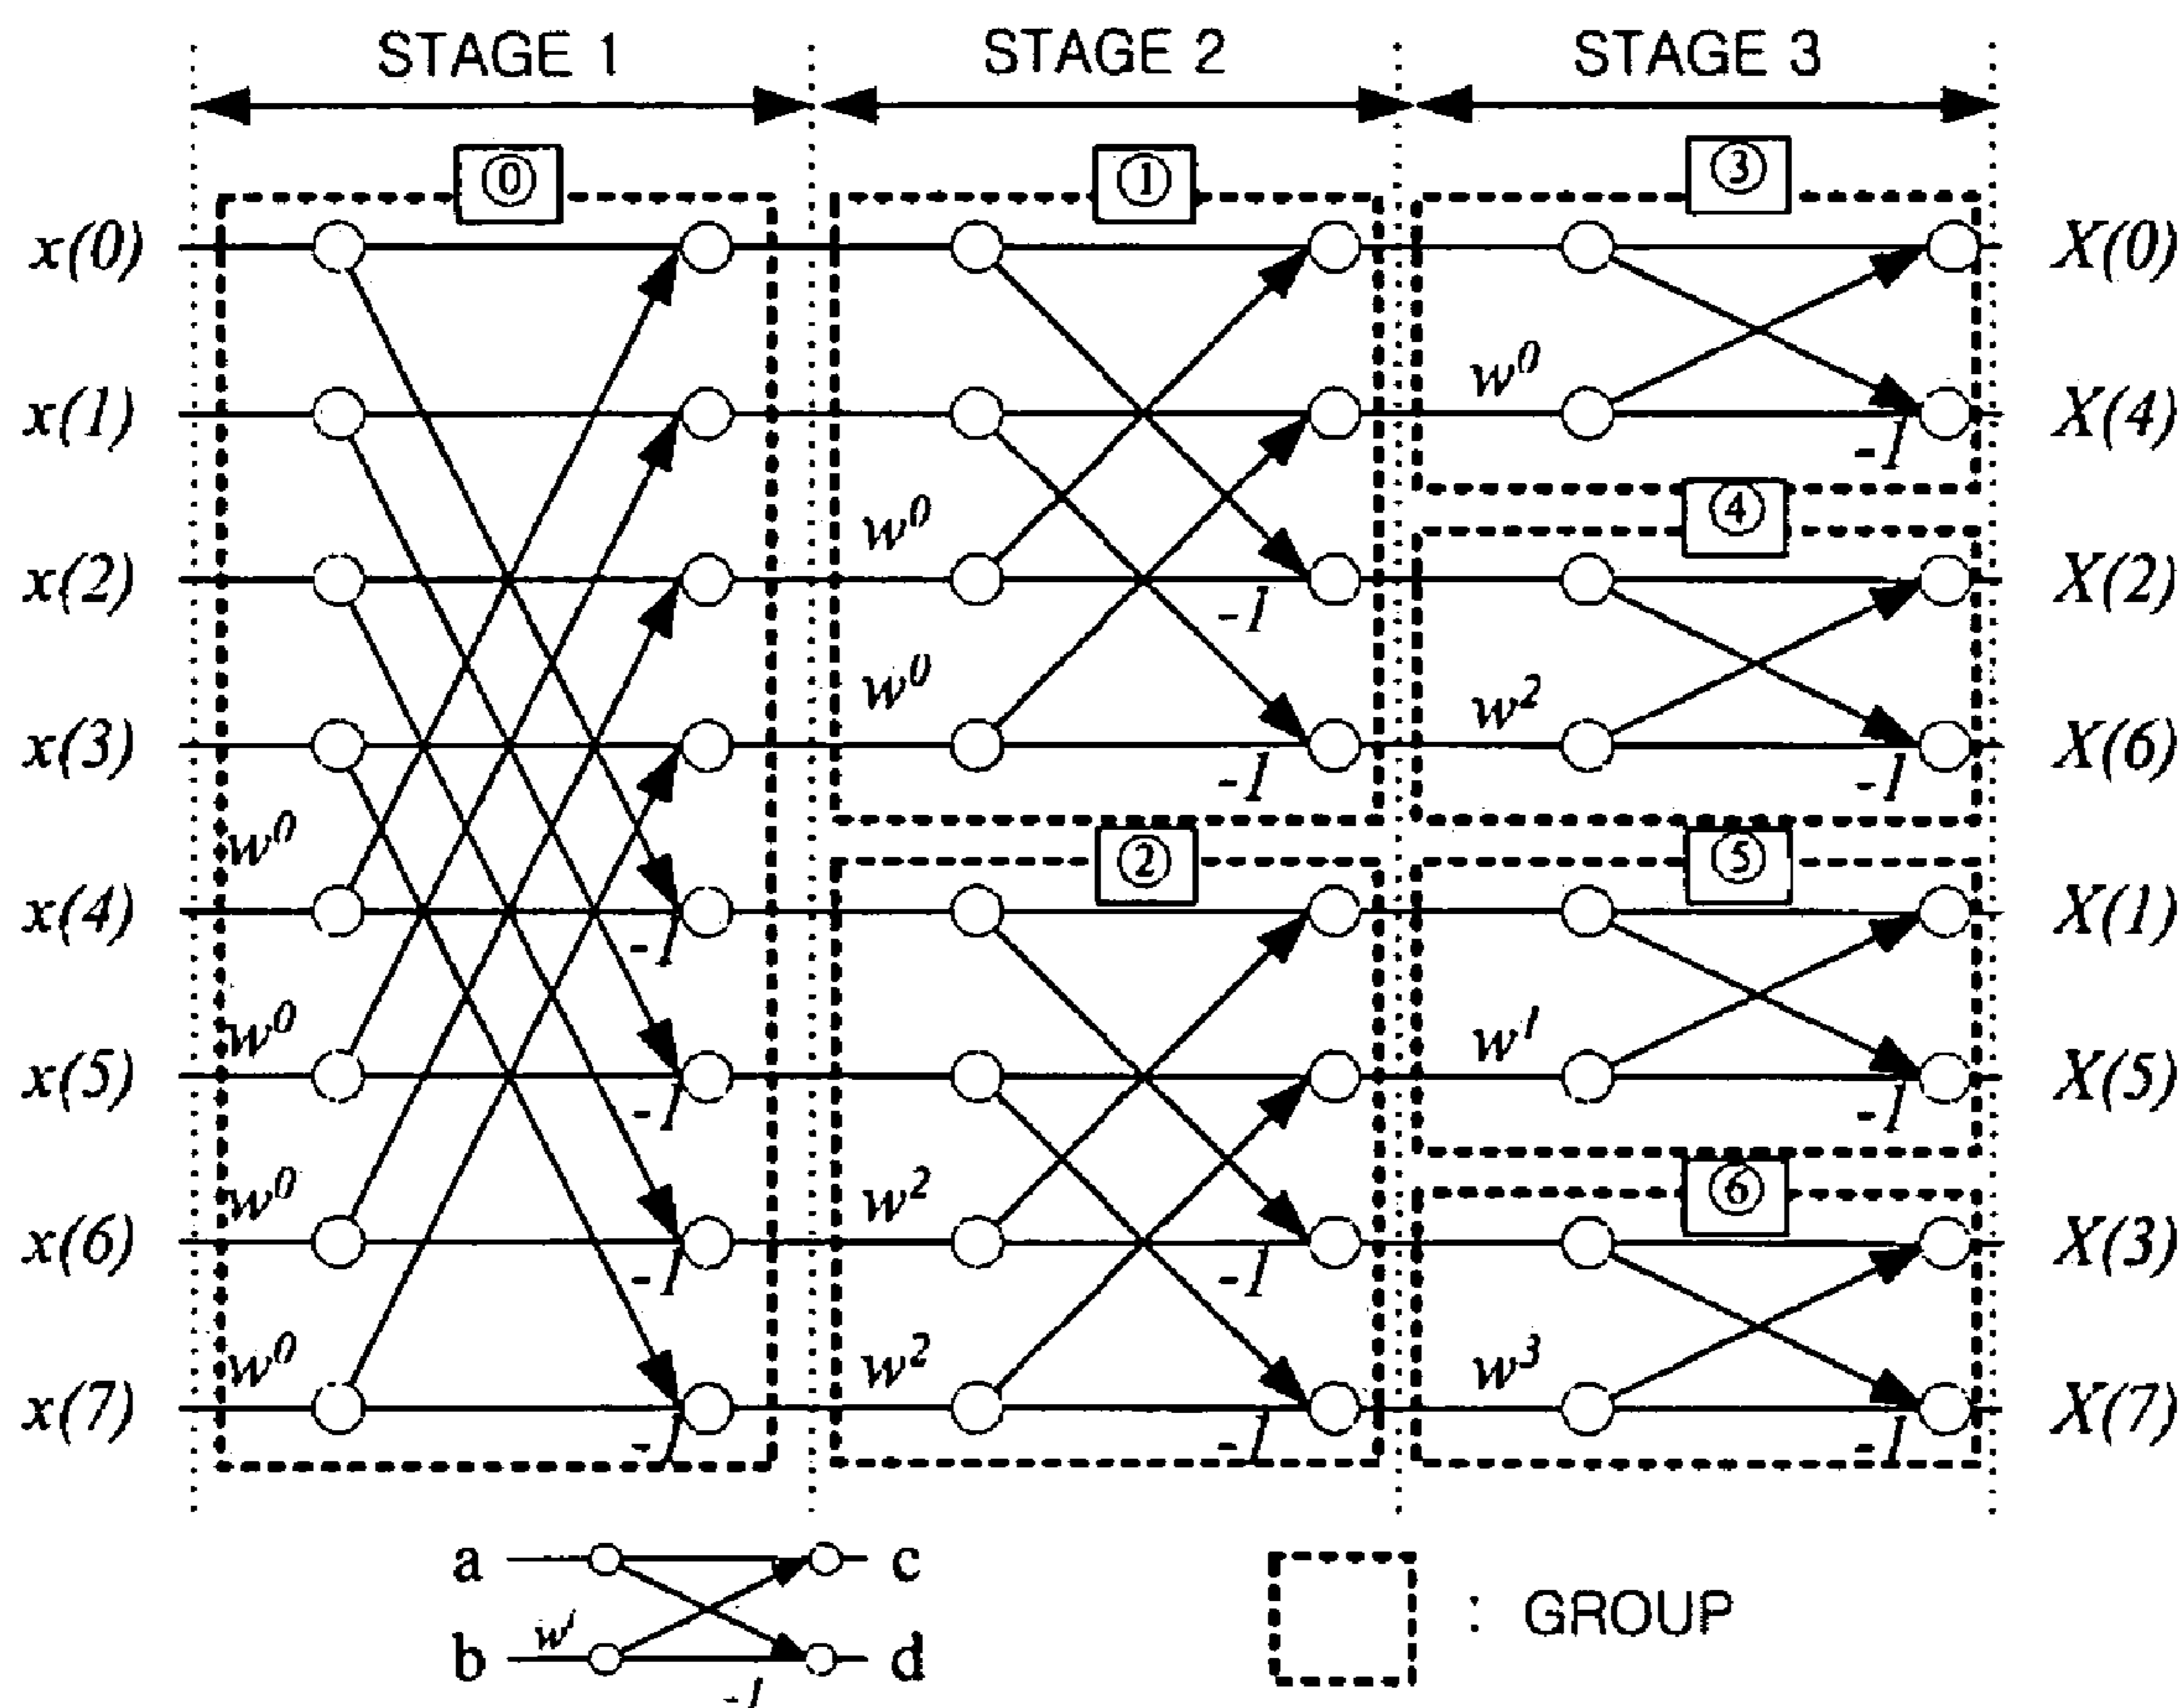 STAGE 1 STAGE 2 STAGE 3
⓪ ① ③
x(0) X(0)
w⁰
x(1) -1 X(4)
④
w⁰
x(2) -1 X(2)
w⁰ w²
x(3) -1 -1 X(6)
w⁰ ② ⑤
x(4) -1 X(1)
w⁰ w¹
x(5) -1 -1 X(5)
⑥
w⁰ w²
x(6) -1 -1 X(3)
w⁰ w² w³
x(7) -1 -1 -1 X(7)
a c
wⁱ
b d
-1
: GROUP